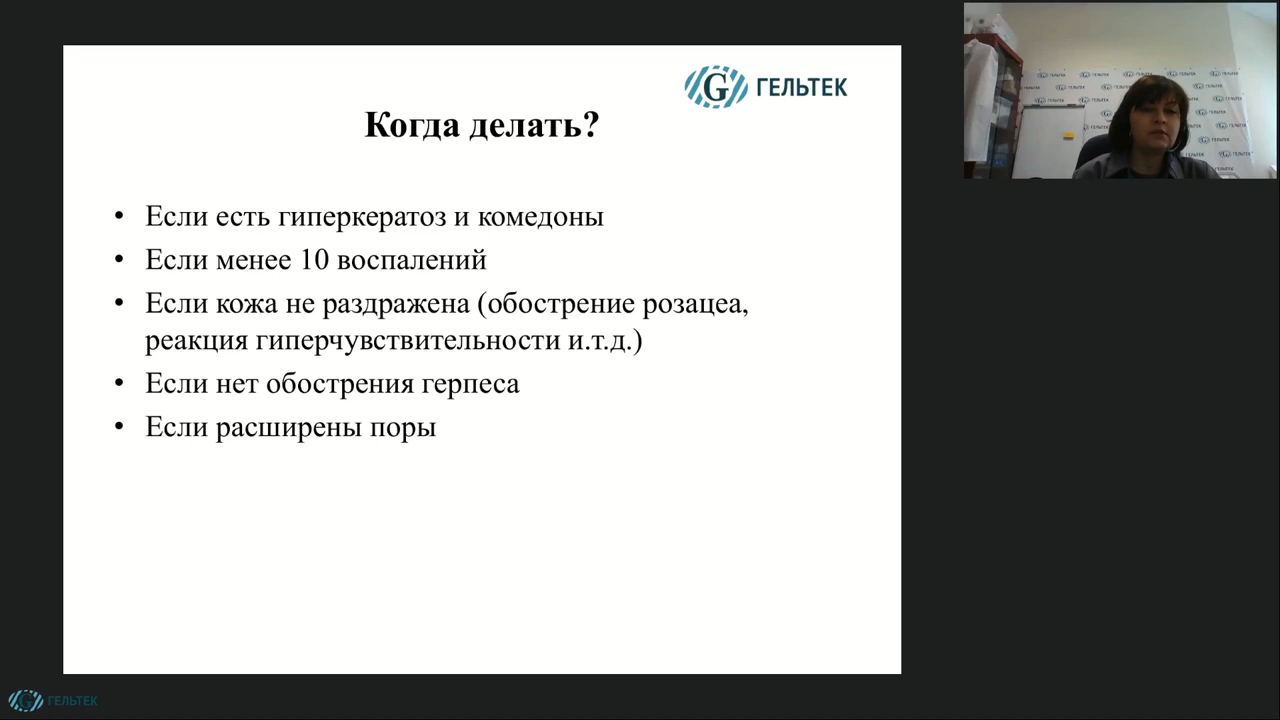 ГЕЛЬТЕК
Когда делать?
• Если есть гиперкератоз и комедоны
• Если менее 10 воспалений
• Если кожа не раздражена (обострение розацеа,
реакция гиперчувствительности и.т.д.)
• Если нет обострения герпеса
• Если расширены поры
ГЕЛЬТЕК